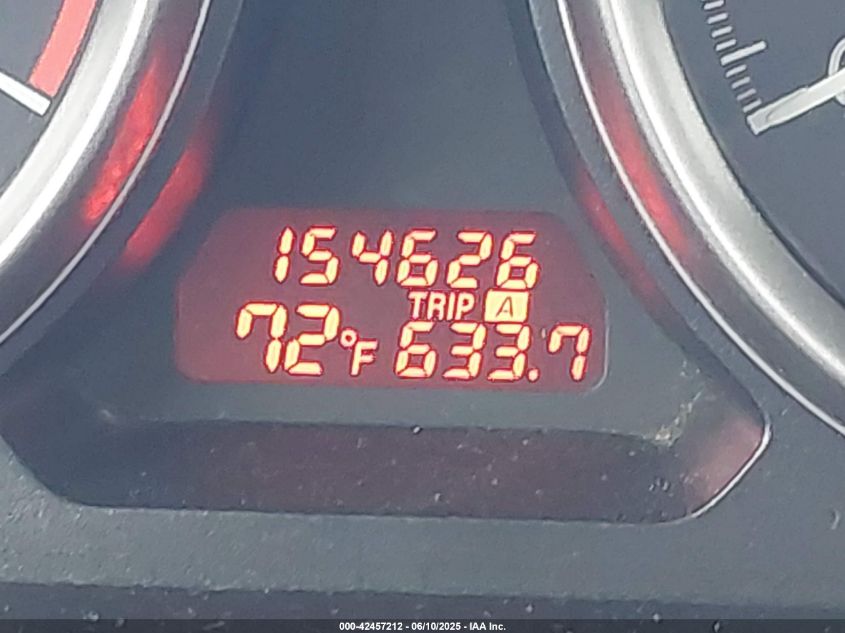 154626
TRIP A
72°F 633.7
000-42457212 - 06/10/2025 - IAA Inc.